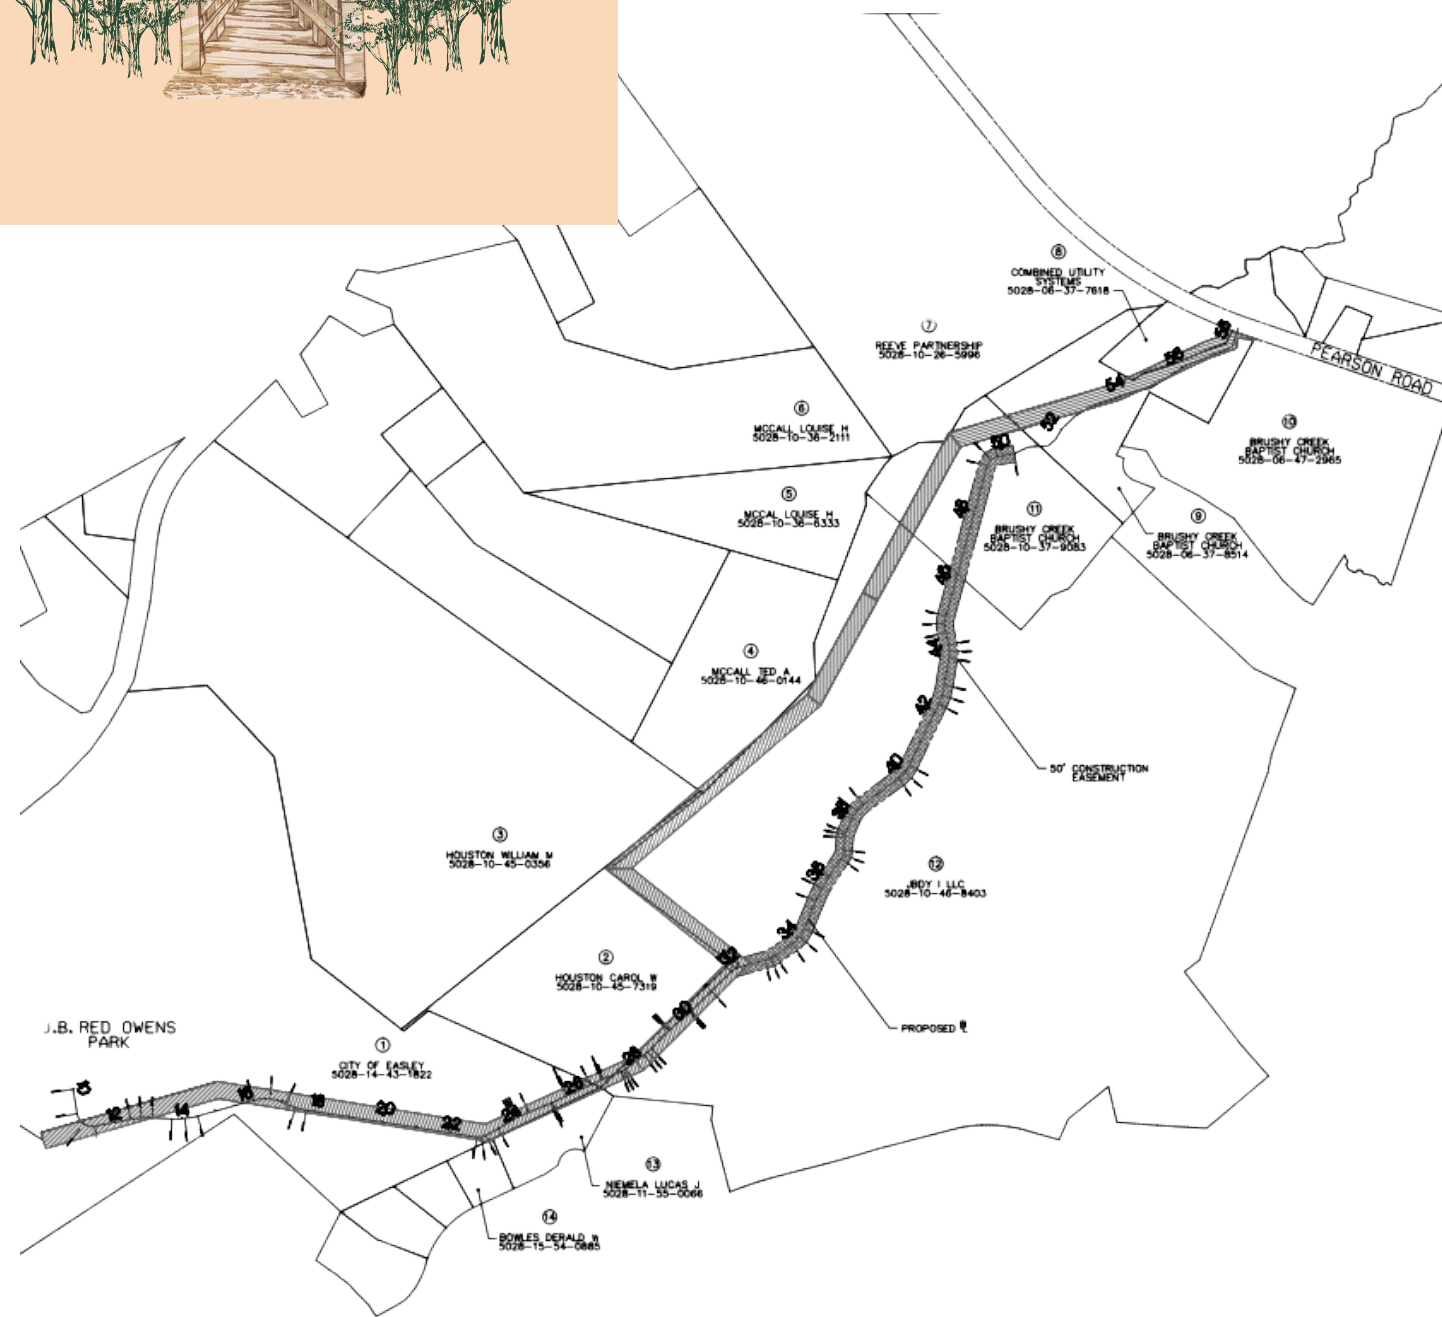 8
COMBINED UTILITY
SYSTEMS
5028-06-37-7618
7
REEVE PARTNERSHIP
5028-10-26-5996
PEARSON ROAD
58
56
54
52
50
6
MCCALL LOUISE H
5028-10-36-2111
10
BRUSHY CREEK
BAPTIST CHURCH
5028-06-47-2965
5
MCCAL LOUISE H
5028-10-36-6333
11
BRUSHY CREEK
BAPTIST CHURCH
5028-10-37-9083
9
BRUSHY CREEK
BAPTIST CHURCH
5028-06-37-8514
48
46
44
42
40
38
36
34
32
30
28
26
24
22
20
18
16
14
12
4
MCCALL TED A
5028-10-46-0144
50' CONSTRUCTION
EASEMENT
3
HOUSTON WILLIAM M
5028-10-45-0356
12
JBDY I LLC
5028-10-46-8403
2
HOUSTON CAROL W
5028-10-45-7319
PROPOSED ℄
J.B. RED OWENS
PARK
1
CITY OF EASLEY
5028-14-43-1822
13
NIEMELA LUCAS J
5028-11-55-0066
14
BOWLES DERALD W
5028-15-54-0885